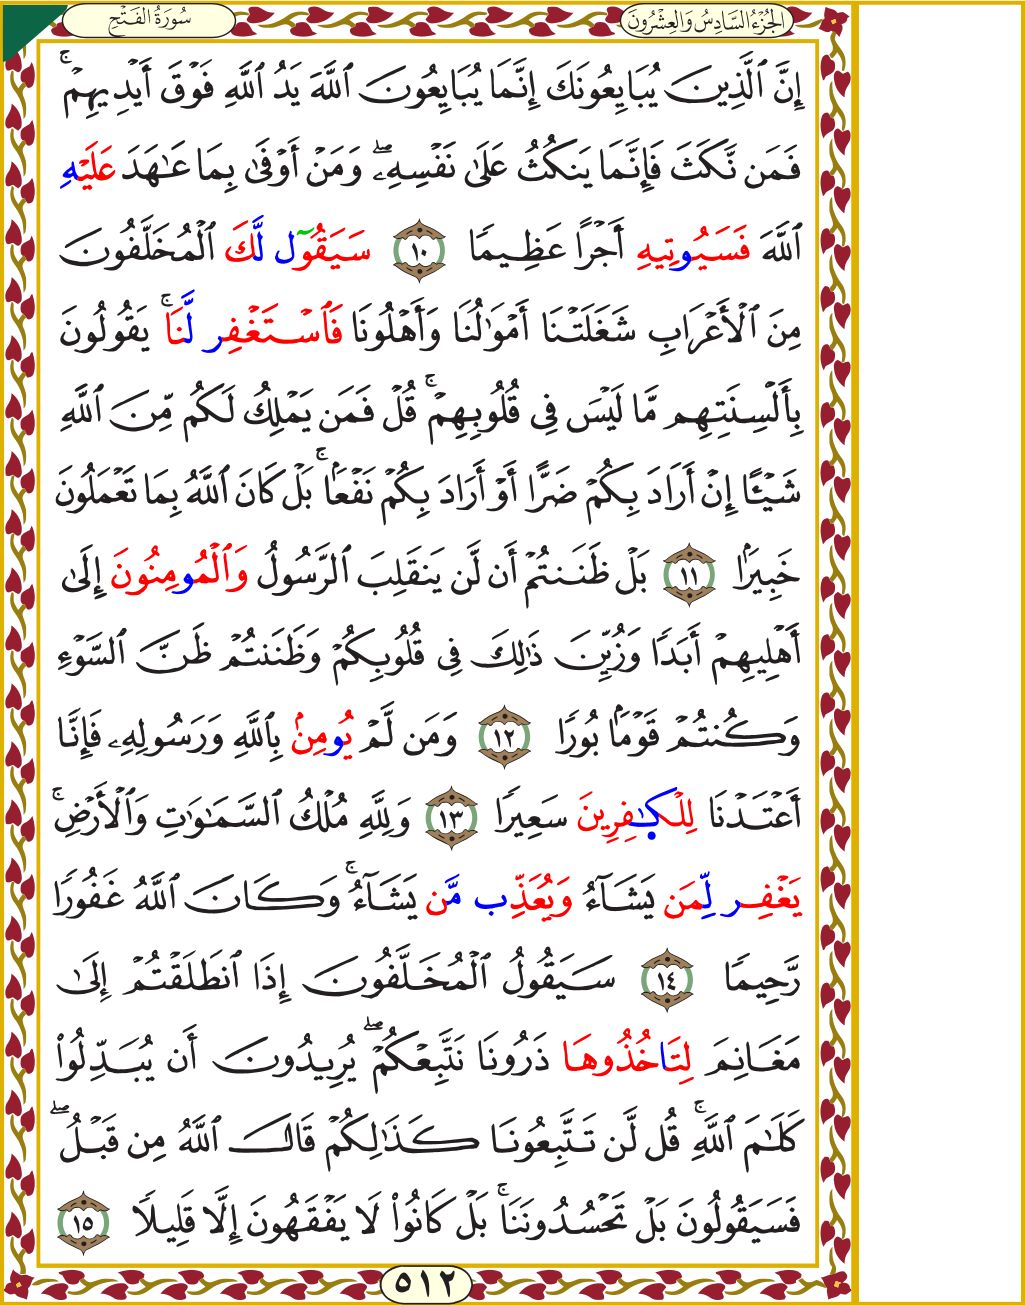 الجُزْءُ السَّادِسُ وَالعِشْرُونَ
سُورَةُ الفَتْحِ
إِنَّ ٱلَّذِينَ يُبَايِعُونَكَ إِنَّمَا يُبَايِعُونَ ٱللَّهَ يَدُ ٱللَّهِ فَوْقَ أَيْدِيهِمْۚ
فَمَن نَّكَثَ فَإِنَّمَا يَنكُثُ عَلَىٰ نَفْسِهِۦۖ وَمَنْ أَوْفَىٰ بِمَا عَـٰهَدَ عَلَيْهِ
ٱللَّهَ فَسَيُوتِيهِ أَجْرًا عَظِيمًا ١٠ سَيَقُوٓل لَّكَ ٱلْمُخَلَّفُونَ
مِنَ ٱلْأَعْرَابِ شَغَلَتْنَا أَمْوَٰلُنَا وَأَهْلُونَا فَٱسْتَغْفِر لَّنَاۚ يَقُولُونَ
بِأَلْسِنَتِهِم مَّا لَيْسَ فِى قُلُوبِهِمْۚ قُلْ فَمَن يَمْلِكُ لَكُم مِّنَ ٱللَّهِ
شَيْـًٔا إِنْ أَرَادَ بِكُمْ ضَرًّا أَوْ أَرَادَ بِكُمْ نَفْعَۢاۚ بَلْ كَانَ ٱللَّهُ بِمَا تَعْمَلُونَ
خَبِيرَۢا ١١ بَلْ ظَنَنتُمْ أَن لَّن يَنقَلِبَ ٱلرَّسُولُ وَٱلْمُومِنُونَ إِلَىٰ
أَهْلِيهِمْ أَبَدًا وَزُيِّنَ ذَٰلِكَ فِى قُلُوبِكُمْ وَظَنَنتُمْ ظَنَّ ٱلسَّوْءِ
وَكُنتُمْ قَوْمَۢا بُورًا ١٢ وَمَن لَّمْ يُومِنۢ بِٱللَّهِ وَرَسُولِهِۦ فَإِنَّا
أَعْتَدْنَا لِلْكَـٰفِرِينَ سَعِيرًا ١٣ وَلِلَّهِ مُلْكُ ٱلسَّمَـٰوَٰتِ وَٱلْأَرْضِۚ
يَغْفِر لِّمَن يَشَآءُ وَيُعَذِّب مَّن يَشَآءُۚ وَكَانَ ٱللَّهُ غَفُورًا
رَّحِيمًا ١٤ سَيَقُولُ ٱلْمُخَلَّفُونَ إِذَا ٱنطَلَقْتُمْ إِلَىٰ
مَغَانِمَ لِتَاخُذُوهَا ذَرُونَا نَتَّبِعْكُمْۖ يُرِيدُونَ أَن يُبَدِّلُوا۟
كَلَـٰمَ ٱللَّهِۚ قُل لَّن تَتَّبِعُونَا كَذَٰلِكُمْ قَالَ ٱللَّهُ مِن قَبْلُۖ
فَسَيَقُولُونَ بَلْ تَحْسُدُونَنَاۚ بَلْ كَانُوا۟ لَا يَفْقَهُونَ إِلَّا قَلِيلًا ١٥
٥١٢